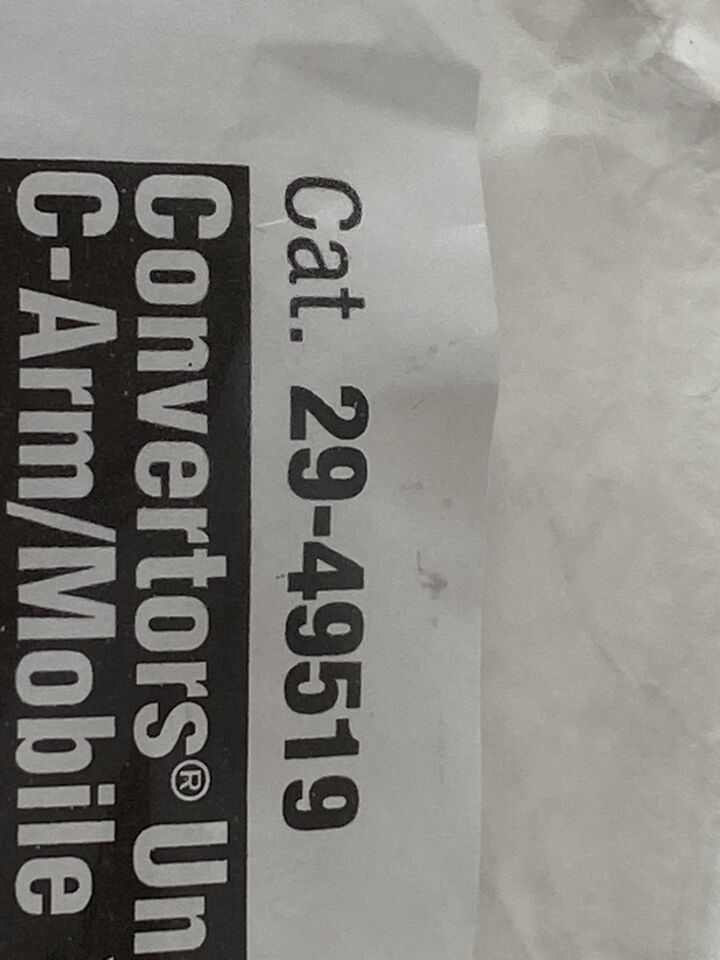 Cat. 29-49519
Convertors® Un
C-Arm/Mobile